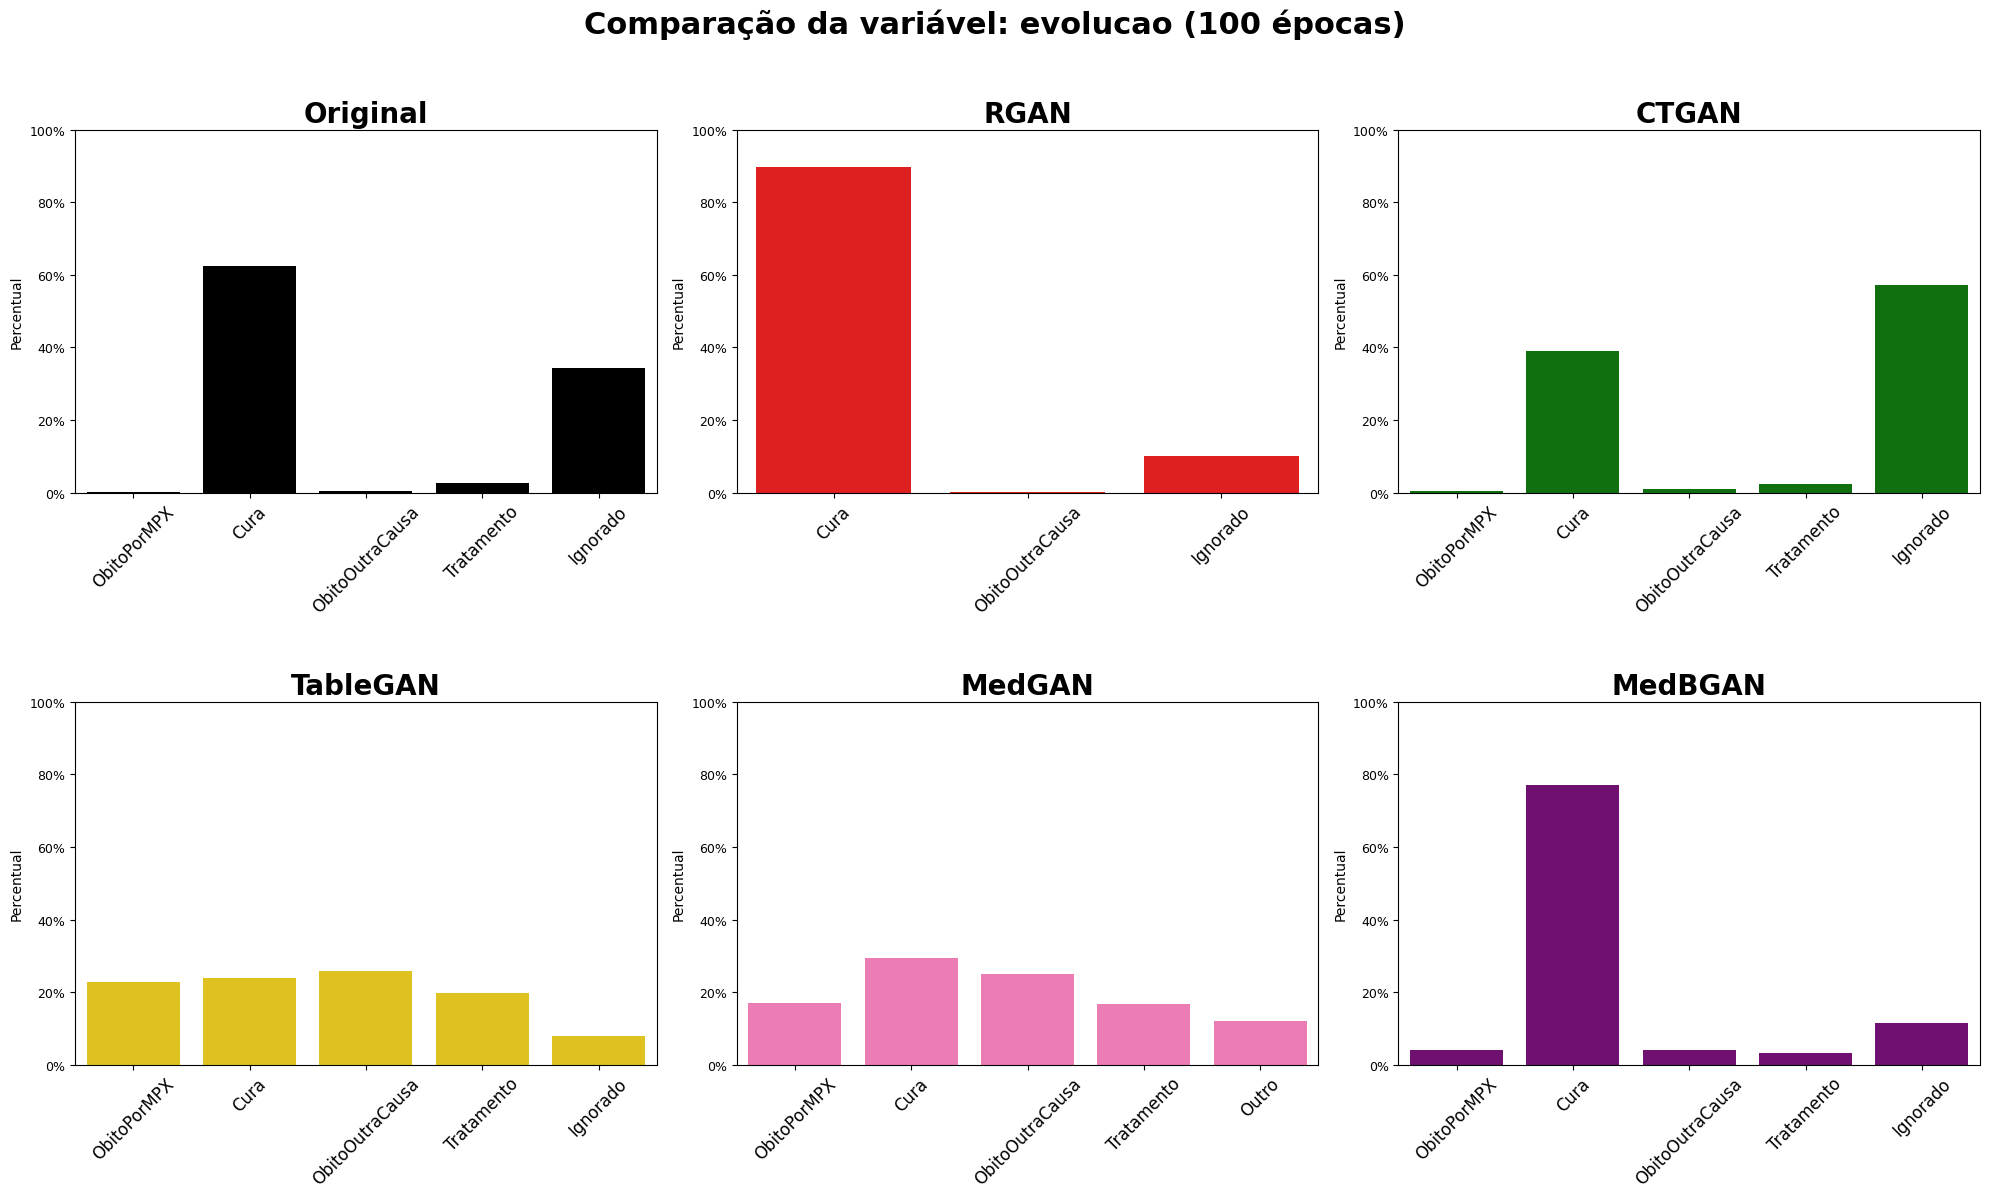 Comparação da variável: evolucao (100 épocas)
Original
100%
80%
60%
40%
20%
0%
Percentual
ObitoPorMPX
Cura
ObitoOutraCausa
Tratamento
Ignorado
RGAN
100%
80%
60%
40%
20%
0%
Percentual
Cura
ObitoOutraCausa
Ignorado
CTGAN
100%
80%
60%
40%
20%
0%
Percentual
ObitoPorMPX
Cura
ObitoOutraCausa
Tratamento
Ignorado
TableGAN
100%
80%
60%
40%
20%
0%
Percentual
ObitoPorMPX
Cura
ObitoOutraCausa
Tratamento
Ignorado
MedGAN
100%
80%
60%
40%
20%
0%
Percentual
ObitoPorMPX
Cura
ObitoOutraCausa
Tratamento
Outro
MedBGAN
100%
80%
60%
40%
20%
0%
Percentual
ObitoPorMPX
Cura
ObitoOutraCausa
Tratamento
Ignorado